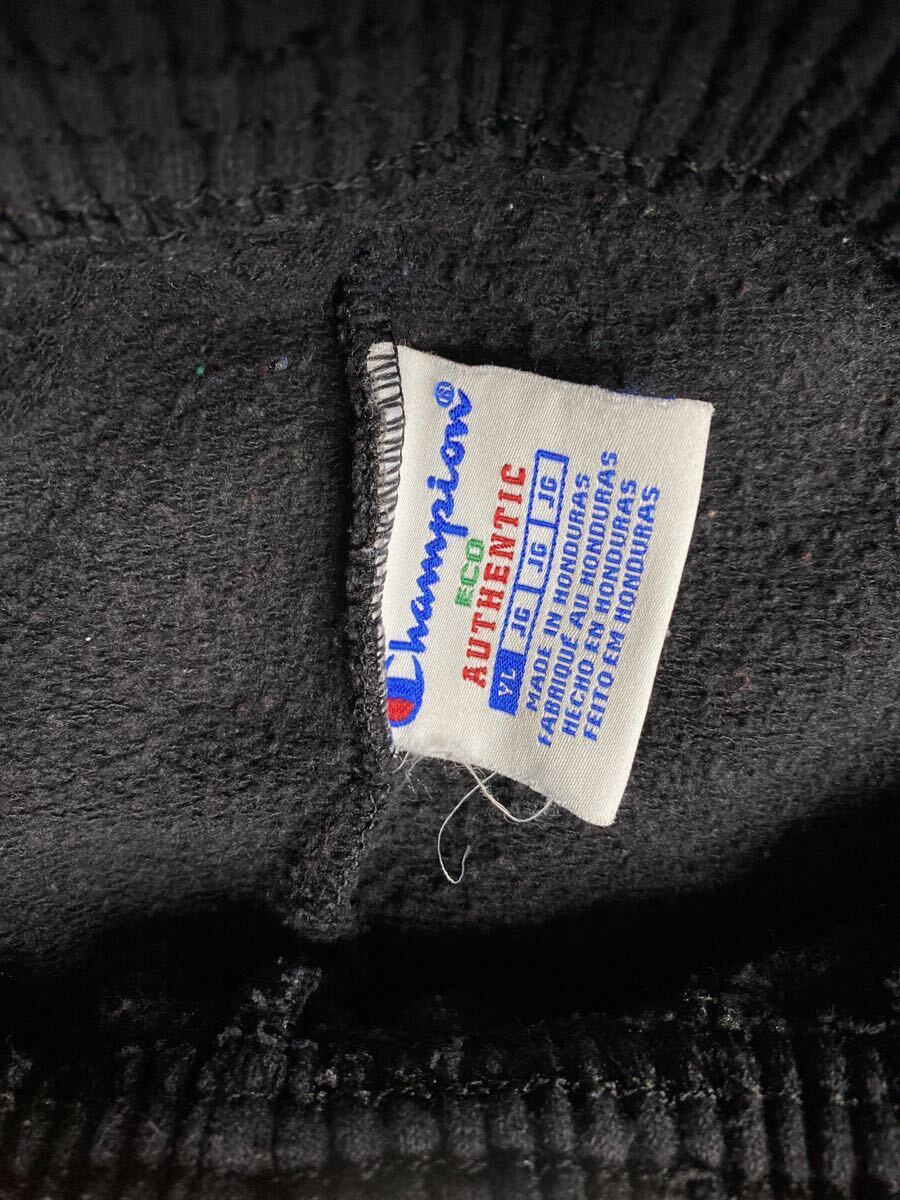 Champion®
ECO
AUTHENTIC
YL JG JG JG
MADE IN HONDURAS
FABRIQUÉ AU HONDURAS
HECHO EN HONDURAS
FEITO EM HONDURAS